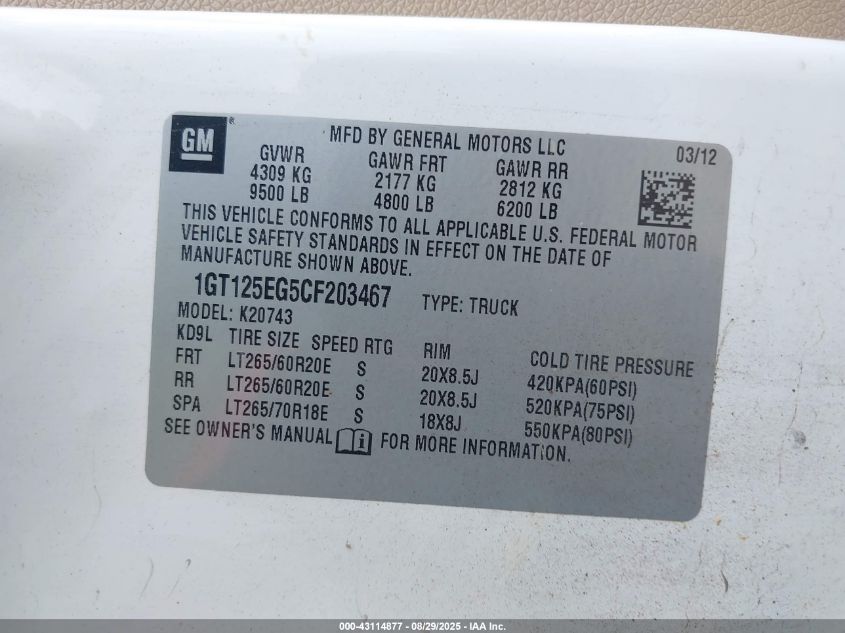 GM
MFD BY GENERAL MOTORS LLC 03/12
GVWR GAWR FRT GAWR RR
4309 KG 2177 KG 2812 KG
9500 LB 4800 LB 6200 LB
THIS VEHICLE CONFORMS TO ALL APPLICABLE U.S. FEDERAL MOTOR
VEHICLE SAFETY STANDARDS IN EFFECT ON THE DATE OF
MANUFACTURE SHOWN ABOVE.
1GT125EG5CF203467 TYPE: TRUCK
MODEL: K20743
KD9L TIRE SIZE SPEED RTG RIM COLD TIRE PRESSURE
FRT LT265/60R20E S 20X8.5J 420KPA(60PSI)
RR LT265/60R20E S 20X8.5J 520KPA(75PSI)
SPA LT265/70R18E S 18X8J 550KPA(80PSI)
SEE OWNER'S MANUAL FOR MORE INFORMATION.
000-43114877 - 08/29/2025 - IAA Inc.